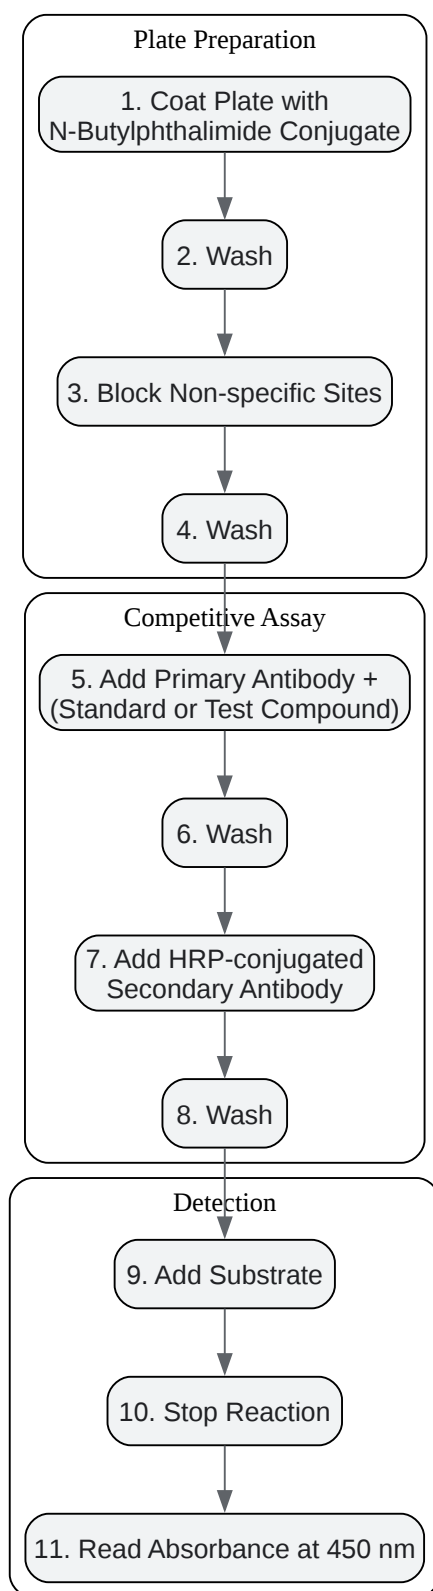 Plate Preparation
1. Coat Plate with
N-Butylphthalimide Conjugate
2. Wash
3. Block Non-specific Sites
4. Wash
Competitive Assay
5. Add Primary Antibody +
(Standard or Test Compound)
6. Wash
7. Add HRP-conjugated
Secondary Antibody
8. Wash
Detection
9. Add Substrate
10. Stop Reaction
11. Read Absorbance at 450 nm